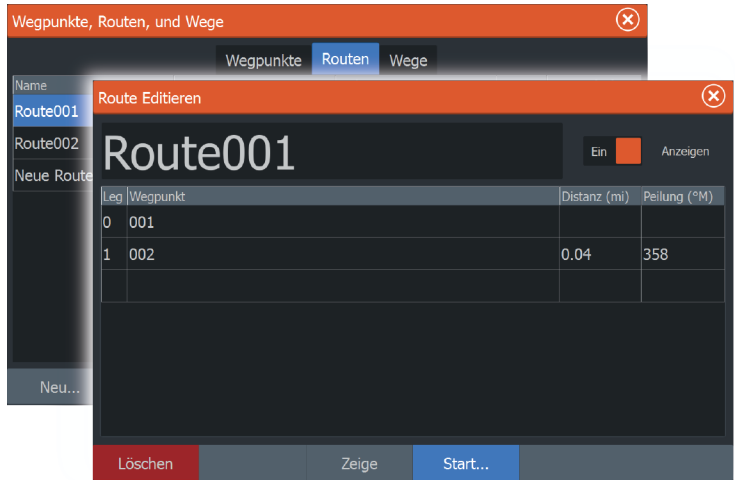 Wegpunkte, Routen, und Wege
Wegpunkte Routen Wege
Name
Route001
Route002
Neue Route
Neu...
Route Editieren
Route001
Ein Anzeigen
Leg Wegpunkt Distanz (mi) Peilung (°M)
0 001
1 002 0.04 358
Löschen Zeige Start...